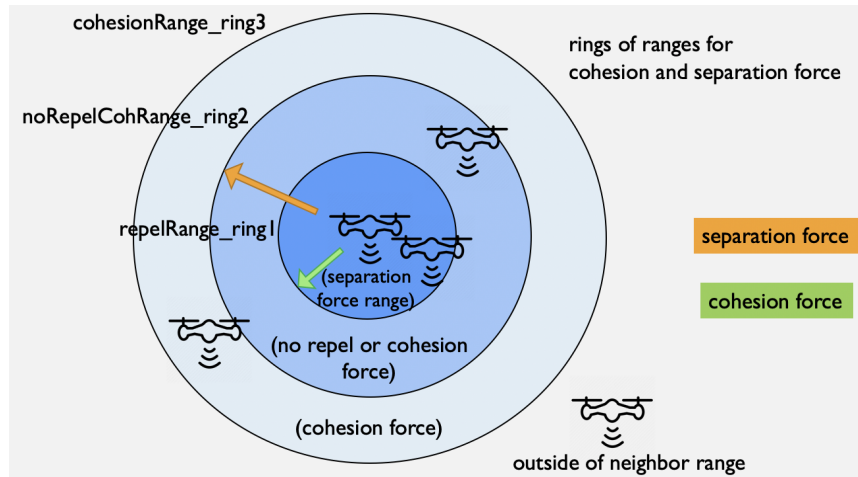 cohesionRange_ring3
rings of ranges for
cohesion and separation force
noRepelCohRange_ring2
repelRange_ring1
separation force
(separation
force range)
cohesion force
(no repel or cohesion
force)
(cohesion force)
outside of neighbor range